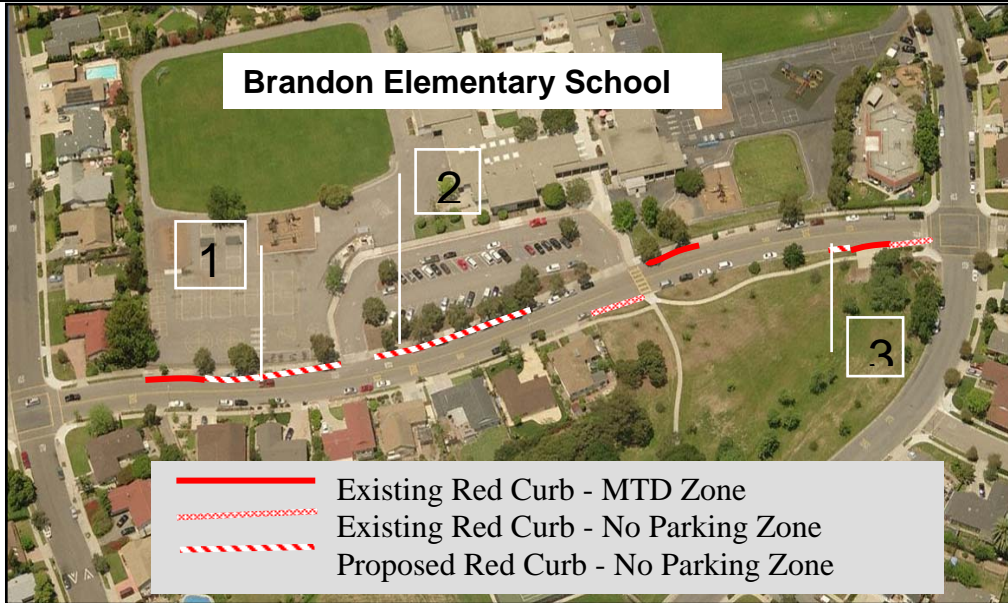 Brandon Elementary School
2
1
3
Existing Red Curb - MTD Zone
Existing Red Curb - No Parking Zone
Proposed Red Curb - No Parking Zone